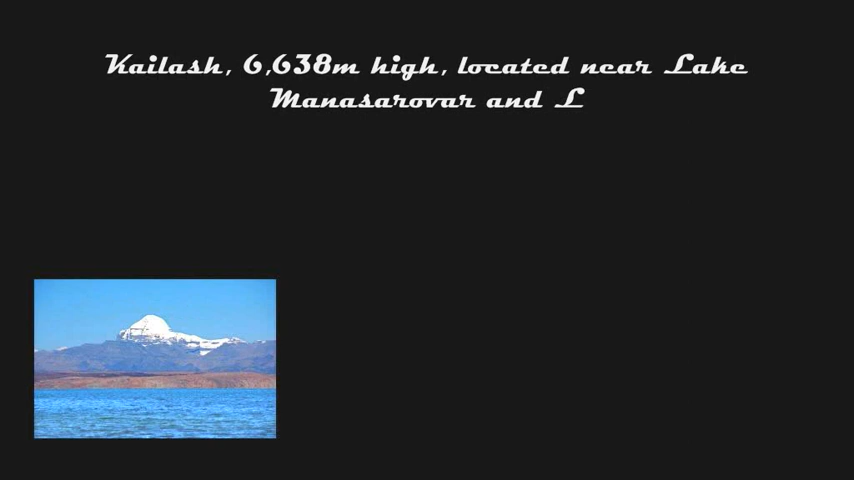 Kailash, 6,638m high, located near Lake
Manasarovar and L